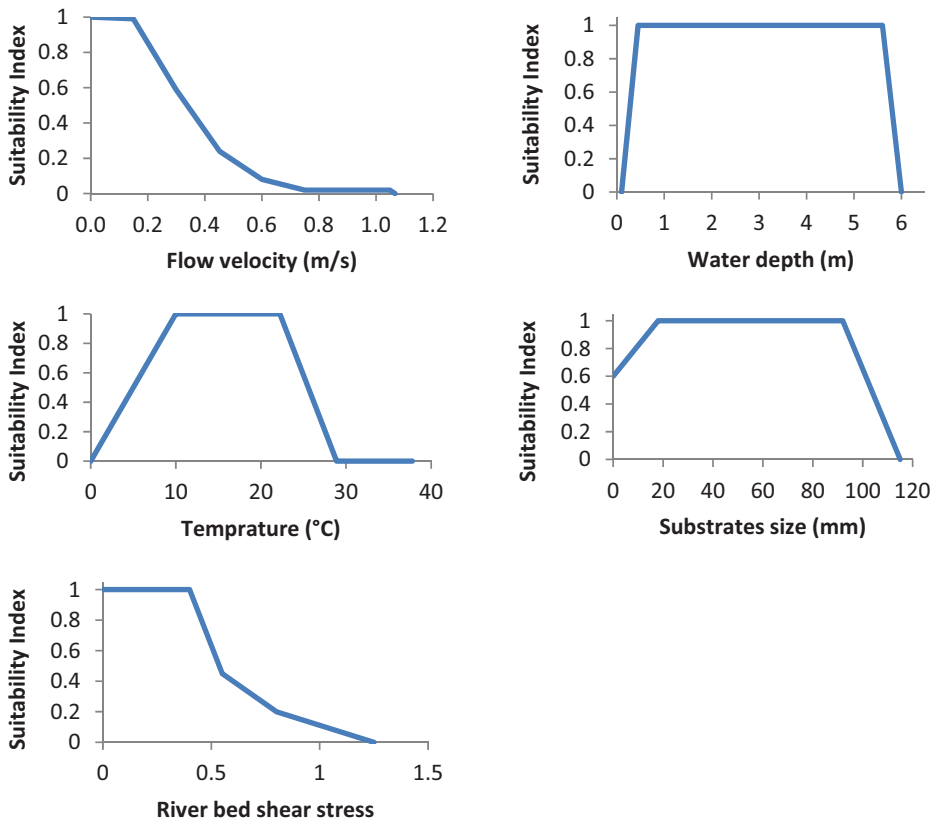 Suitability Index
1
0.8
0.6
0.4
0.2
0
0.0 0.2 0.4 0.6 0.8 1.0 1.2
Flow velocity (m/s)
Suitability Index
1
0.8
0.6
0.4
0.2
0
0 1 2 3 4 5 6
Water depth (m)
Suitability Index
1
0.8
0.6
0.4
0.2
0
0 10 20 30 40
Temprature (°C)
Suitability Index
1
0.8
0.6
0.4
0.2
0
0 20 40 60 80 100 120
Substrates size (mm)
Suitability Index
1
0.8
0.6
0.4
0.2
0
0 0.5 1 1.5
River bed shear stress